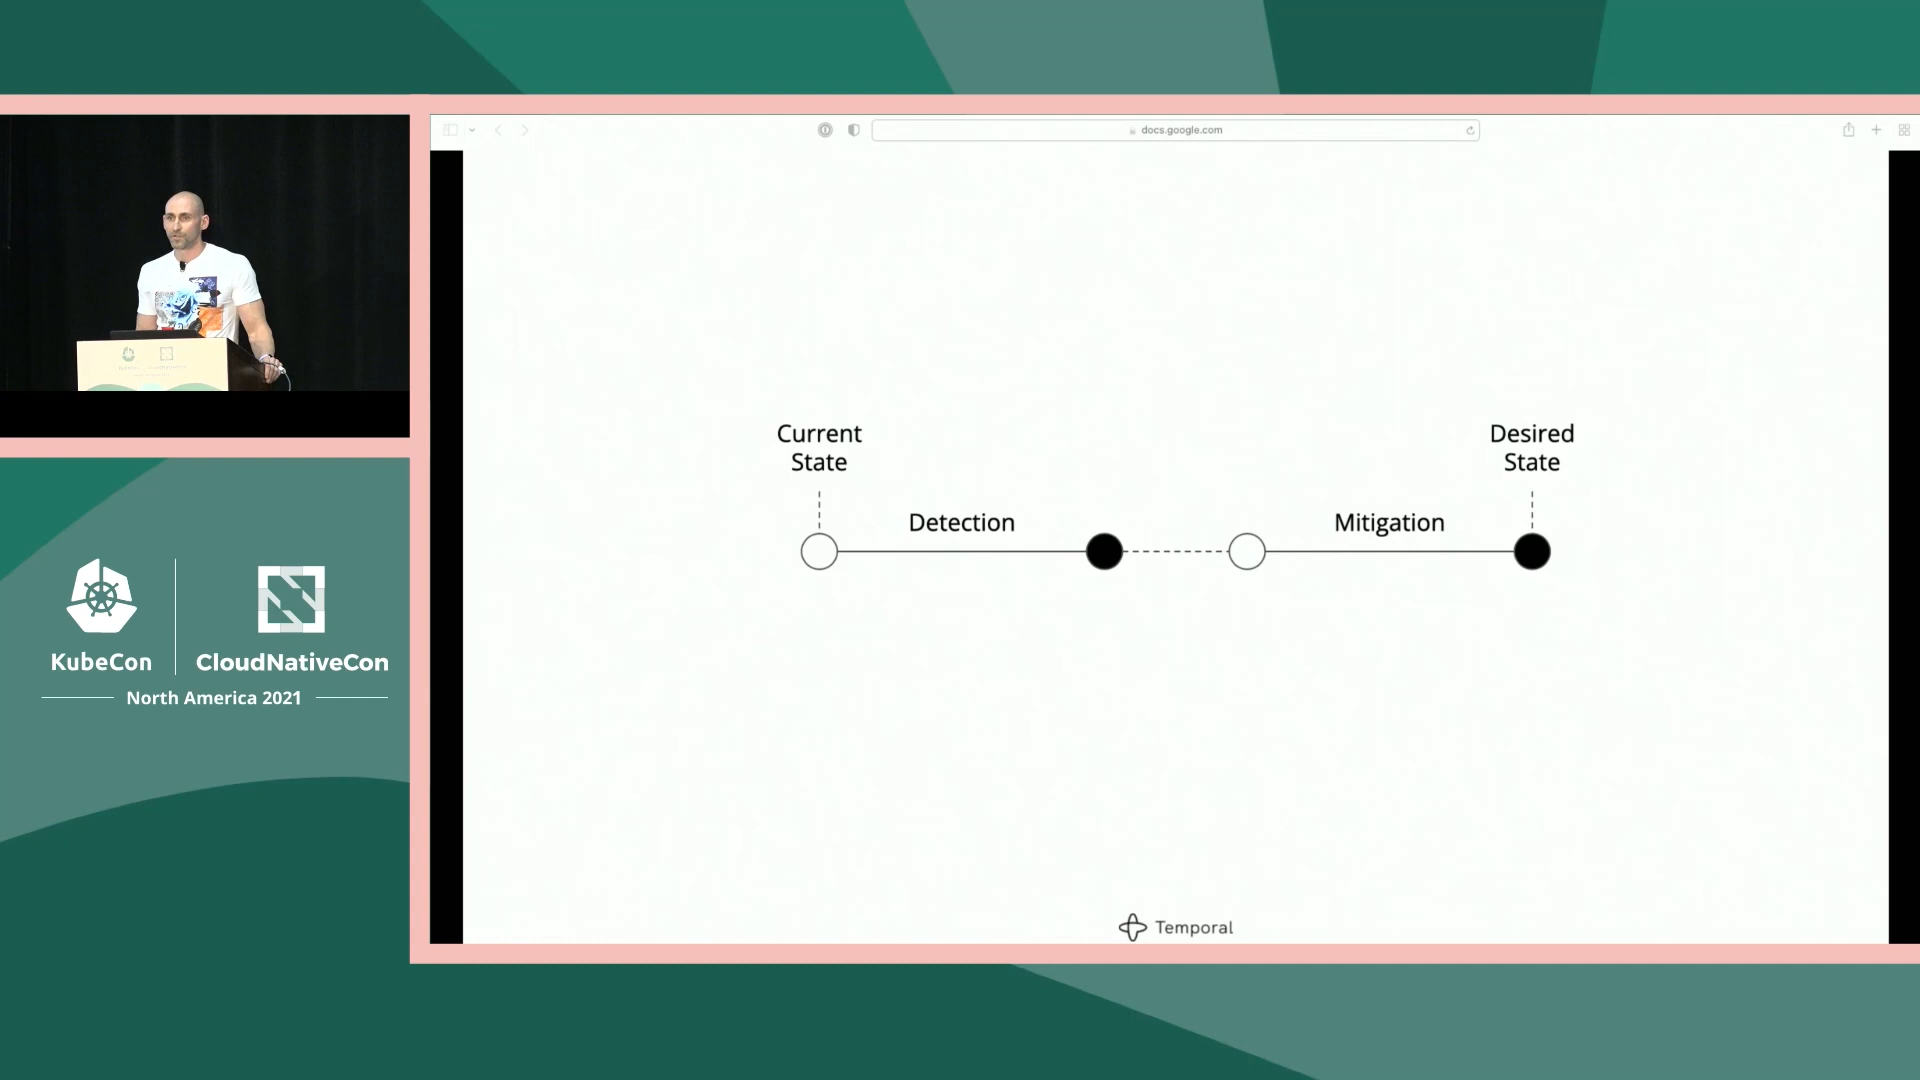 docs.google.com
Current
State
Desired
State
Detection
Mitigation
Temporal
KubeCon
CloudNativeCon
North America 2021